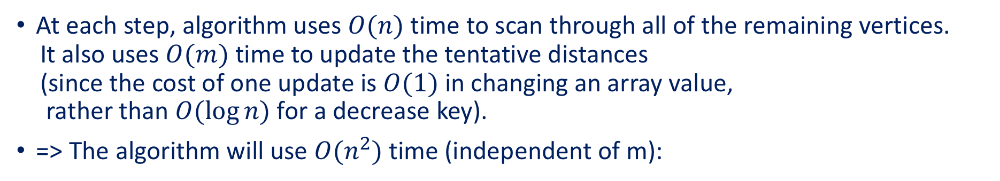 • At each step, algorithm uses O(n) time to scan through all of the remaining vertices.
It also uses O(m) time to update the tentative distances
(since the cost of one update is O(1) in changing an array value,
rather than O(log n) for a decrease key).
• => The algorithm will use O(n²) time (independent of m):